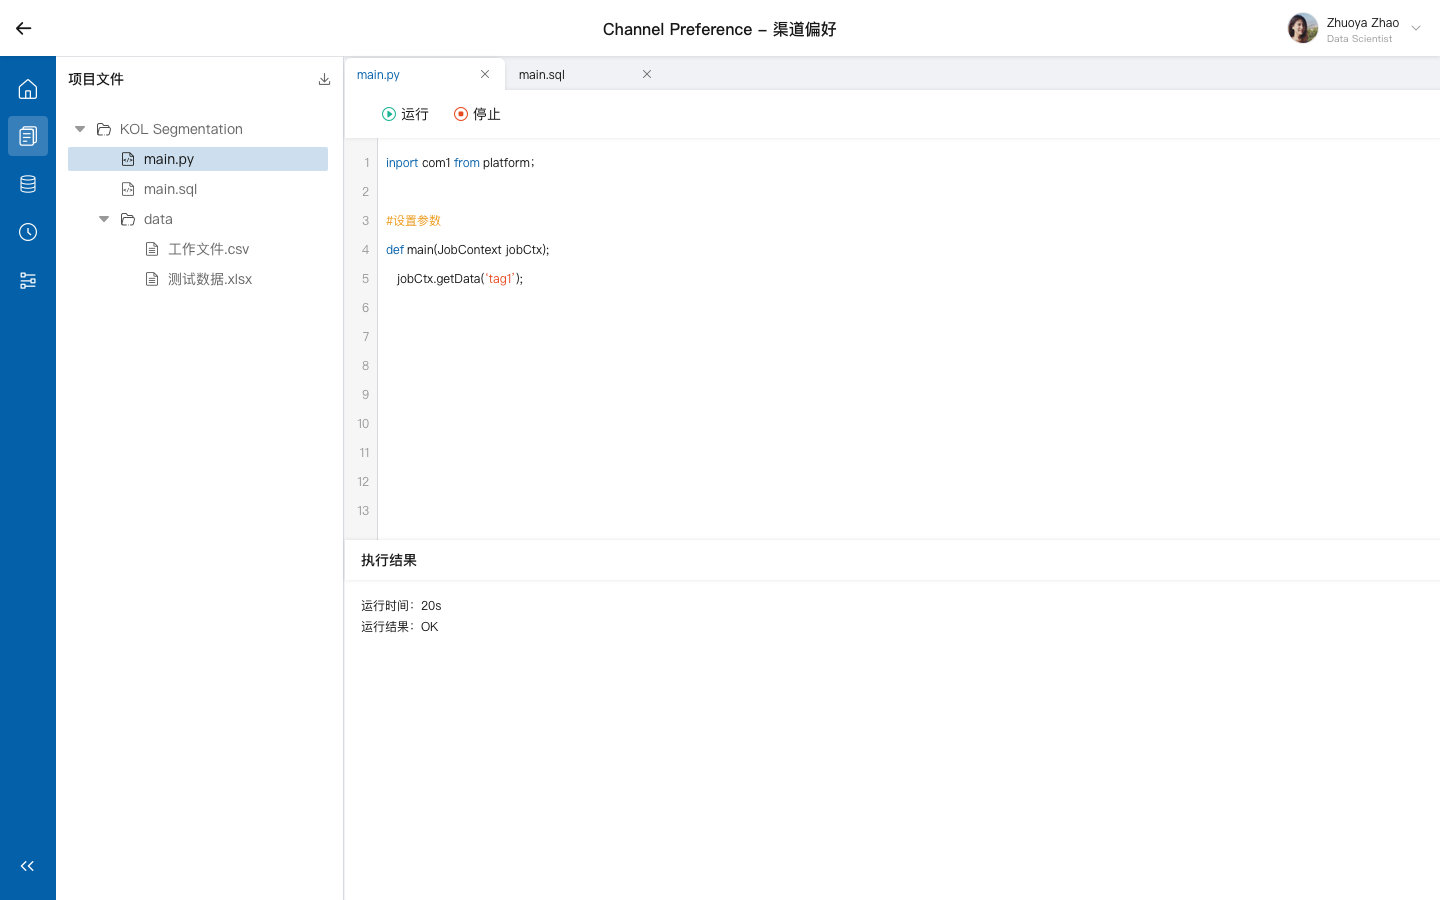 Channel Preference – 渠道偏好
Zhuoya Zhao
Data Scientist
项目文件
KOL Segmentation
main.py
main.sql
data
工作文件.csv
测试数据.xlsx
main.py
main.sql
运行
停止
1 inport com1 from platform；
2
3 #设置参数
4 def main(JobContext jobCtx);
5 jobCtx.getData('tag1');
6
7
8
9
10
11
12
13
执行结果
运行时间：20s
运行结果：OK